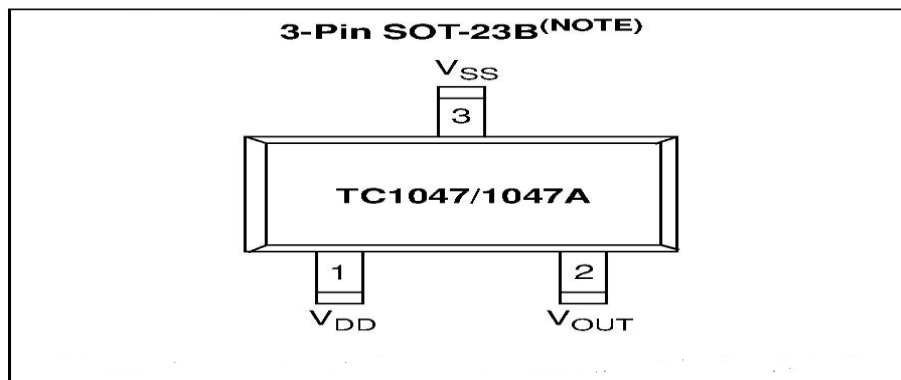 3-Pin SOT-23B(NOTE)
VSS
3
TC1047/1047A
1
2
VDD
VOUT